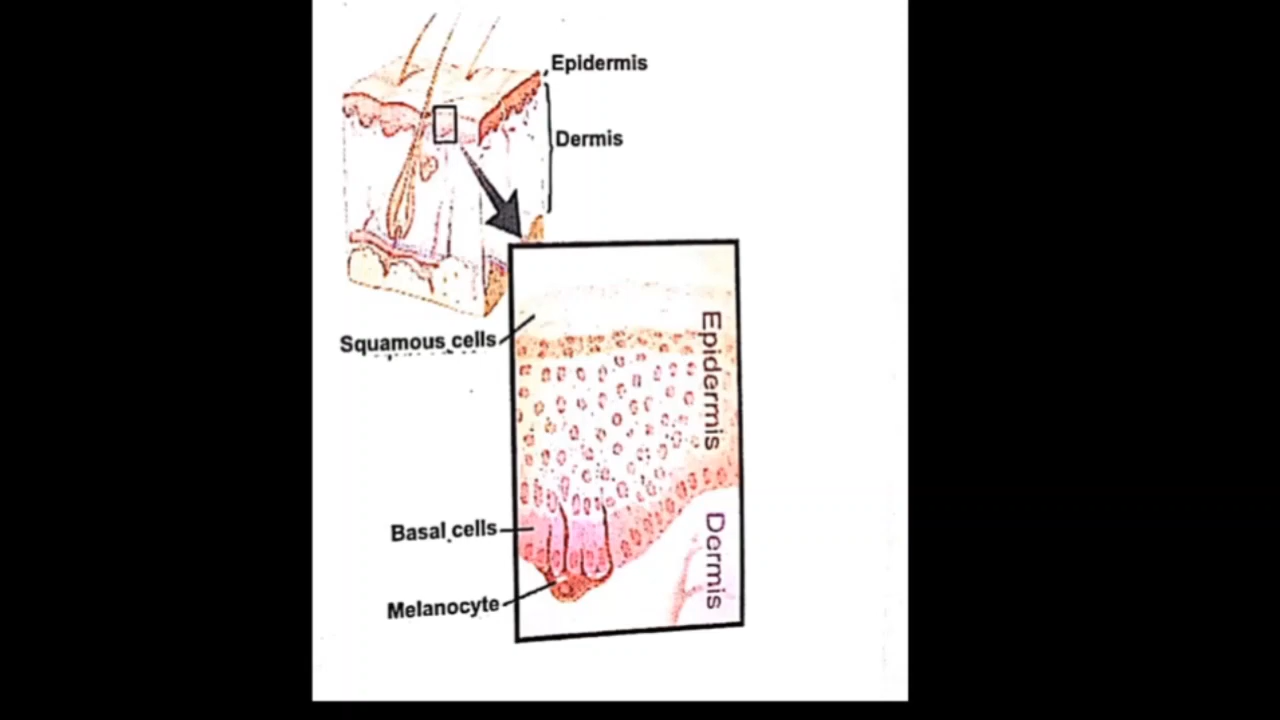 Epidermis
Dermis
Squamous cells
Epidermis
Basal cells
Dermis
Melanocyte